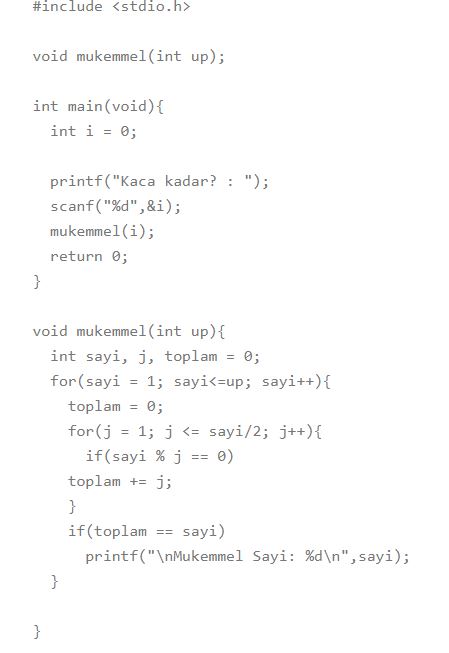 #include <stdio.h>
void mukemmel(int up);
int main(void){
int i = 0;
printf("Kaca kadar? : ");
scanf("%d",&i);
mukemmel(i);
return 0;
}
void mukemmel(int up){
int sayi, j, toplam = 0;
for(sayi = 1; sayi<=up; sayi++){
toplam = 0;
for(j = 1; j <= sayi/2; j++){
if(sayi % j == 0)
toplam += j;
}
if(toplam == sayi)
printf("\nMukemmel Sayi: %d\n",sayi);
}
}